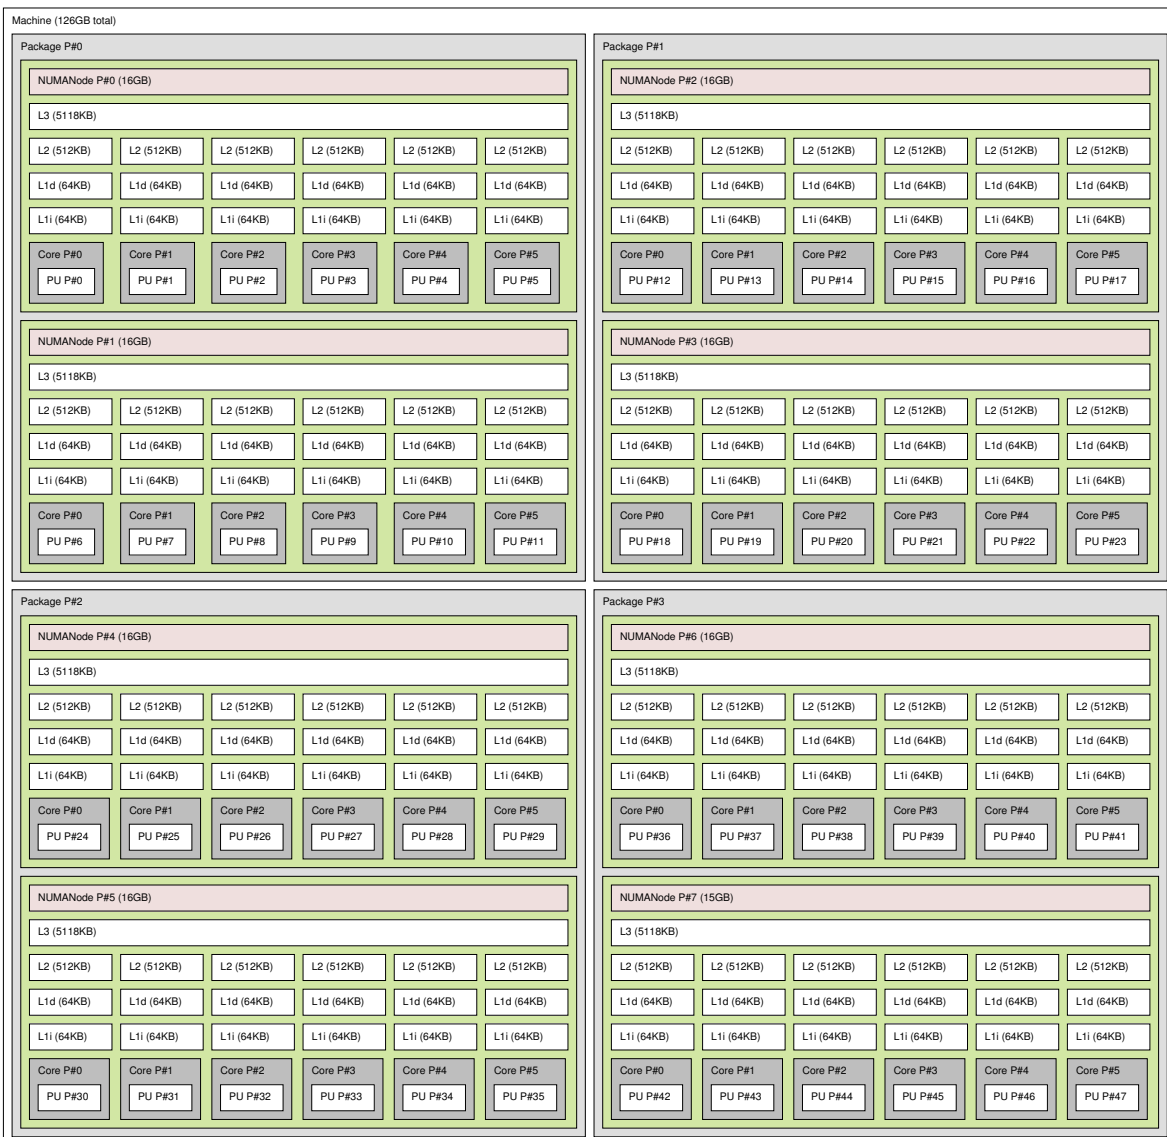 Machine (126GB total)
Package P#0
NUMANode P#0 (16GB)
L3 (5118KB)
L2 (512KB) L2 (512KB) L2 (512KB) L2 (512KB) L2 (512KB) L2 (512KB)
L1d (64KB) L1d (64KB) L1d (64KB) L1d (64KB) L1d (64KB) L1d (64KB)
L1i (64KB) L1i (64KB) L1i (64KB) L1i (64KB) L1i (64KB) L1i (64KB)
Core P#0 Core P#1 Core P#2 Core P#3 Core P#4 Core P#5
PU P#0 PU P#1 PU P#2 PU P#3 PU P#4 PU P#5
NUMANode P#1 (16GB)
L3 (5118KB)
L2 (512KB) L2 (512KB) L2 (512KB) L2 (512KB) L2 (512KB) L2 (512KB)
L1d (64KB) L1d (64KB) L1d (64KB) L1d (64KB) L1d (64KB) L1d (64KB)
L1i (64KB) L1i (64KB) L1i (64KB) L1i (64KB) L1i (64KB) L1i (64KB)
Core P#0 Core P#1 Core P#2 Core P#3 Core P#4 Core P#5
PU P#6 PU P#7 PU P#8 PU P#9 PU P#10 PU P#11
Package P#1
NUMANode P#2 (16GB)
L3 (5118KB)
L2 (512KB) L2 (512KB) L2 (512KB) L2 (512KB) L2 (512KB) L2 (512KB)
L1d (64KB) L1d (64KB) L1d (64KB) L1d (64KB) L1d (64KB) L1d (64KB)
L1i (64KB) L1i (64KB) L1i (64KB) L1i (64KB) L1i (64KB) L1i (64KB)
Core P#0 Core P#1 Core P#2 Core P#3 Core P#4 Core P#5
PU P#12 PU P#13 PU P#14 PU P#15 PU P#16 PU P#17
NUMANode P#3 (16GB)
L3 (5118KB)
L2 (512KB) L2 (512KB) L2 (512KB) L2 (512KB) L2 (512KB) L2 (512KB)
L1d (64KB) L1d (64KB) L1d (64KB) L1d (64KB) L1d (64KB) L1d (64KB)
L1i (64KB) L1i (64KB) L1i (64KB) L1i (64KB) L1i (64KB) L1i (64KB)
Core P#0 Core P#1 Core P#2 Core P#3 Core P#4 Core P#5
PU P#18 PU P#19 PU P#20 PU P#21 PU P#22 PU P#23
Package P#2
NUMANode P#4 (16GB)
L3 (5118KB)
L2 (512KB) L2 (512KB) L2 (512KB) L2 (512KB) L2 (512KB) L2 (512KB)
L1d (64KB) L1d (64KB) L1d (64KB) L1d (64KB) L1d (64KB) L1d (64KB)
L1i (64KB) L1i (64KB) L1i (64KB) L1i (64KB) L1i (64KB) L1i (64KB)
Core P#0 Core P#1 Core P#2 Core P#3 Core P#4 Core P#5
PU P#24 PU P#25 PU P#26 PU P#27 PU P#28 PU P#29
NUMANode P#5 (16GB)
L3 (5118KB)
L2 (512KB) L2 (512KB) L2 (512KB) L2 (512KB) L2 (512KB) L2 (512KB)
L1d (64KB) L1d (64KB) L1d (64KB) L1d (64KB) L1d (64KB) L1d (64KB)
L1i (64KB) L1i (64KB) L1i (64KB) L1i (64KB) L1i (64KB) L1i (64KB)
Core P#0 Core P#1 Core P#2 Core P#3 Core P#4 Core P#5
PU P#30 PU P#31 PU P#32 PU P#33 PU P#34 PU P#35
Package P#3
NUMANode P#6 (16GB)
L3 (5118KB)
L2 (512KB) L2 (512KB) L2 (512KB) L2 (512KB) L2 (512KB) L2 (512KB)
L1d (64KB) L1d (64KB) L1d (64KB) L1d (64KB) L1d (64KB) L1d (64KB)
L1i (64KB) L1i (64KB) L1i (64KB) L1i (64KB) L1i (64KB) L1i (64KB)
Core P#0 Core P#1 Core P#2 Core P#3 Core P#4 Core P#5
PU P#36 PU P#37 PU P#38 PU P#39 PU P#40 PU P#41
NUMANode P#7 (15GB)
L3 (5118KB)
L2 (512KB) L2 (512KB) L2 (512KB) L2 (512KB) L2 (512KB) L2 (512KB)
L1d (64KB) L1d (64KB) L1d (64KB) L1d (64KB) L1d (64KB) L1d (64KB)
L1i (64KB) L1i (64KB) L1i (64KB) L1i (64KB) L1i (64KB) L1i (64KB)
Core P#0 Core P#1 Core P#2 Core P#3 Core P#4 Core P#5
PU P#42 PU P#43 PU P#44 PU P#45 PU P#46 PU P#47